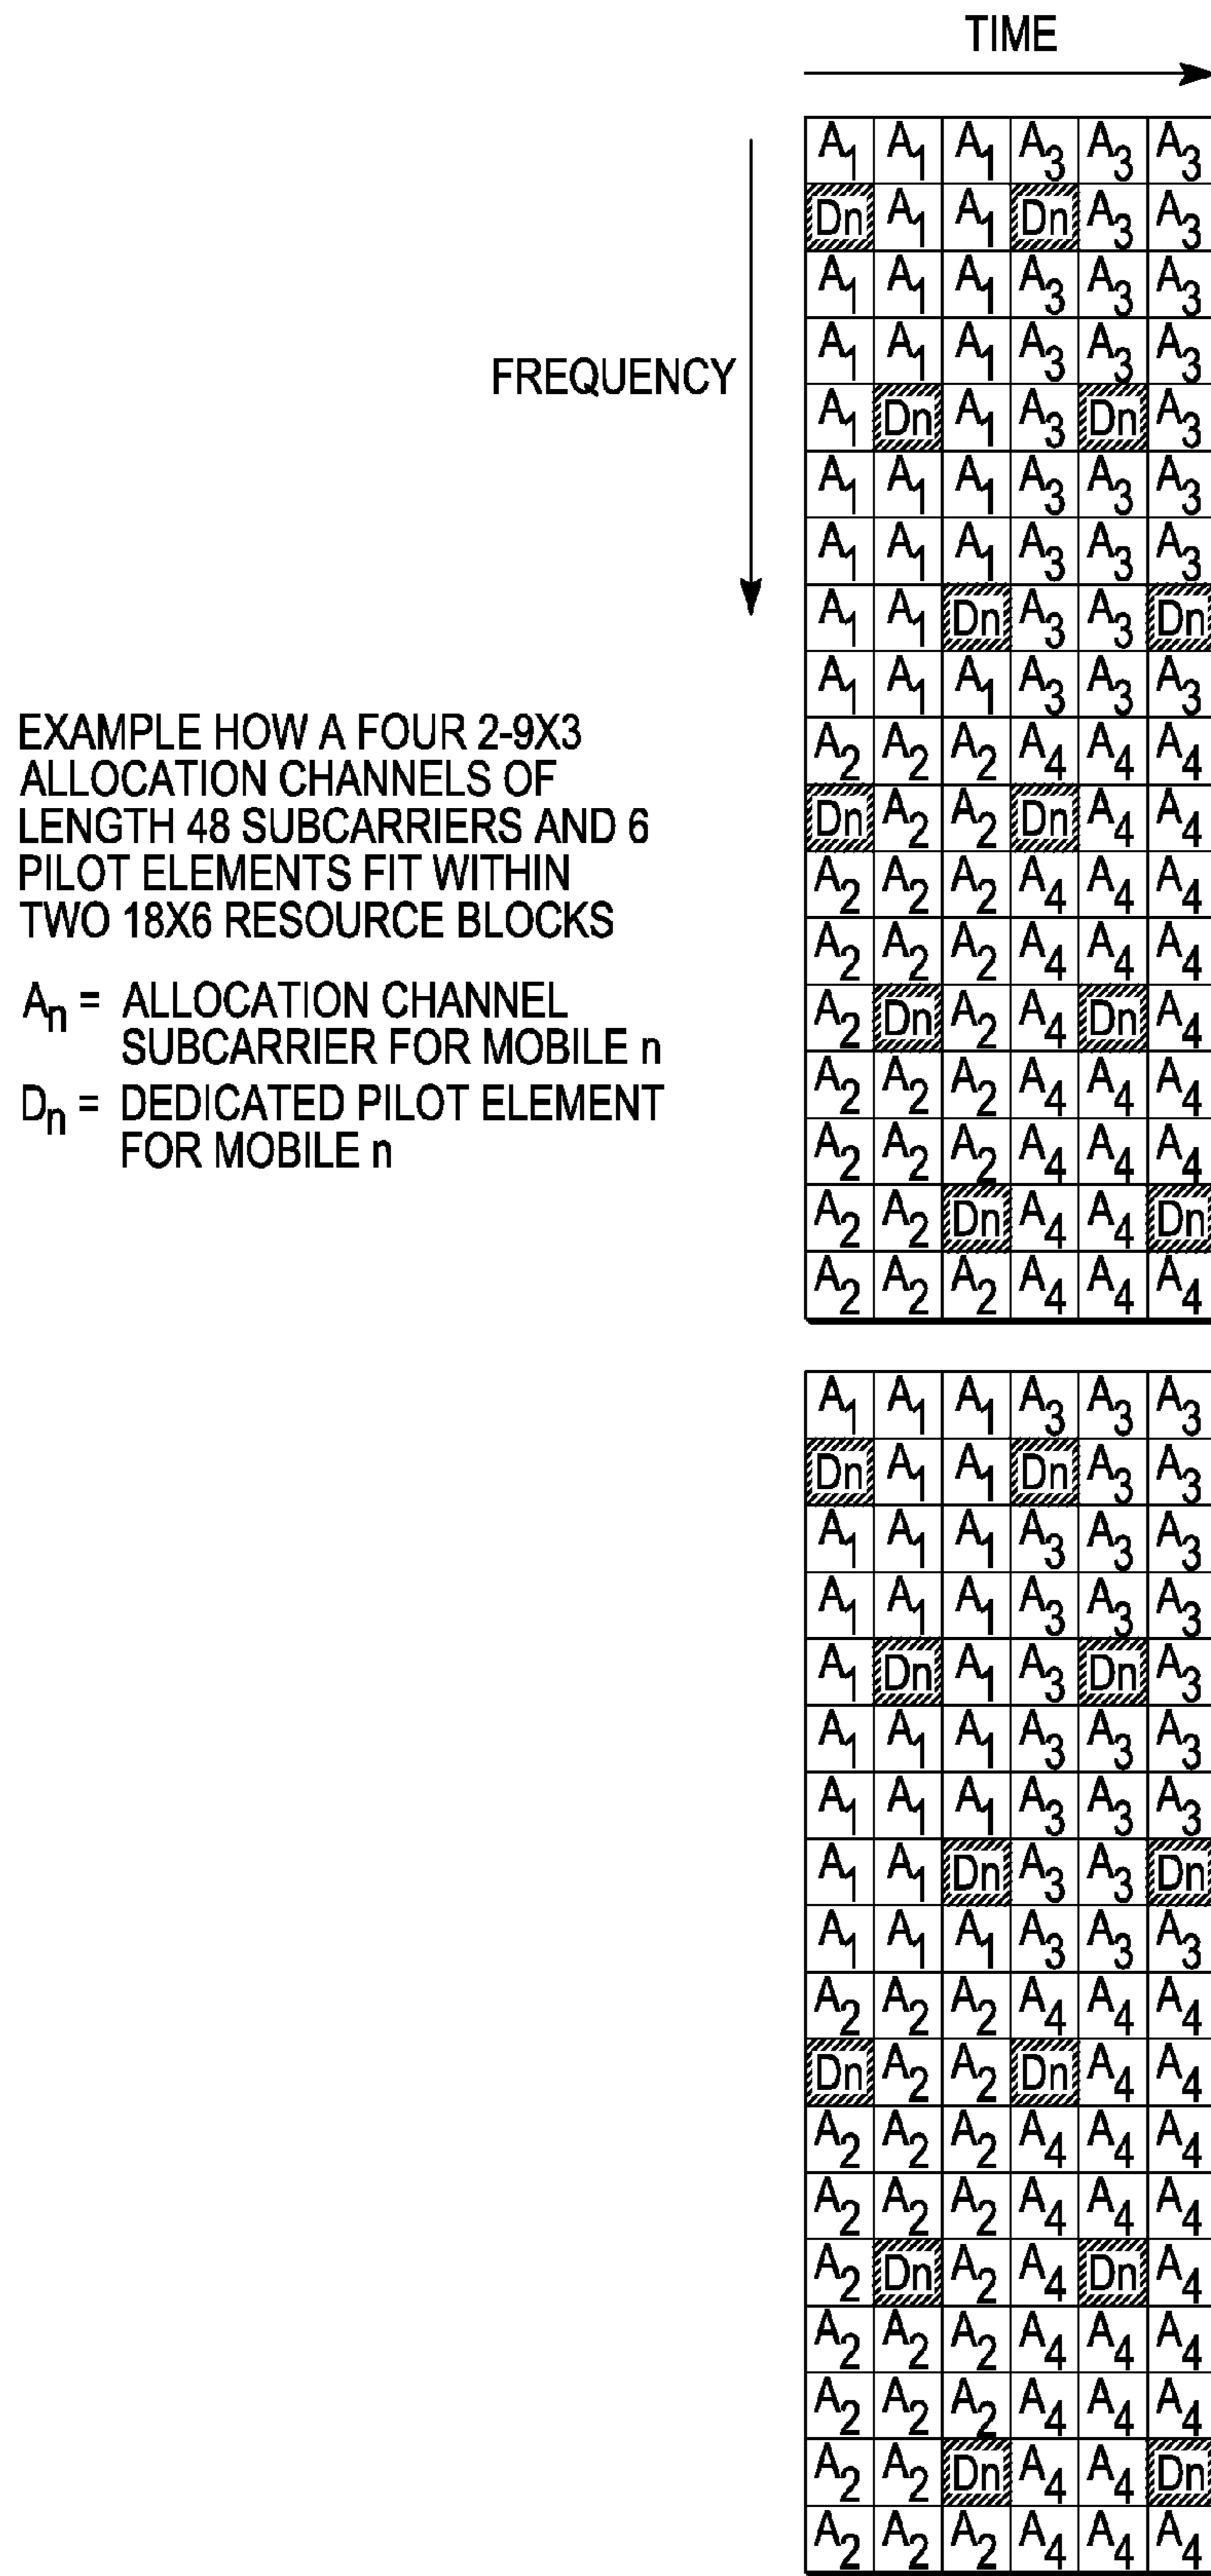 TIME
FREQUENCY
A1 A1 A1 A3 A3 A3
Dn A1 A1 Dn A3 A3
A1 A1 A1 A3 A3 A3
A1 A1 A1 A3 A3 A3
A1 Dn A1 A3 Dn A3
A1 A1 A1 A3 A3 A3
A1 A1 A1 A3 A3 A3
A1 A1 Dn A3 A3 Dn
A1 A1 A1 A3 A3 A3
A2 A2 A2 A4 A4 A4
Dn A2 A2 Dn A4 A4
A2 A2 A2 A4 A4 A4
A2 A2 A2 A4 A4 A4
A2 Dn A2 A4 Dn A4
A2 A2 A2 A4 A4 A4
A2 A2 A2 A4 A4 A4
A2 A2 Dn A4 A4 Dn
A2 A2 A2 A4 A4 A4
EXAMPLE HOW A FOUR 2-9X3
ALLOCATION CHANNELS OF
LENGTH 48 SUBCARRIERS AND 6
PILOT ELEMENTS FIT WITHIN
TWO 18X6 RESOURCE BLOCKS
An = ALLOCATION CHANNEL
SUBCARRIER FOR MOBILE n
Dn = DEDICATED PILOT ELEMENT
FOR MOBILE n
A1 A1 A1 A3 A3 A3
Dn A1 A1 Dn A3 A3
A1 A1 A1 A3 A3 A3
A1 A1 A1 A3 A3 A3
A1 Dn A1 A3 Dn A3
A1 A1 A1 A3 A3 A3
A1 A1 A1 A3 A3 A3
A1 A1 Dn A3 A3 Dn
A1 A1 A1 A3 A3 A3
A2 A2 A2 A4 A4 A4
Dn A2 A2 Dn A4 A4
A2 A2 A2 A4 A4 A4
A2 A2 A2 A4 A4 A4
A2 Dn A2 A4 Dn A4
A2 A2 A2 A4 A4 A4
A2 A2 A2 A4 A4 A4
A2 A2 Dn A4 A4 Dn
A2 A2 A2 A4 A4 A4